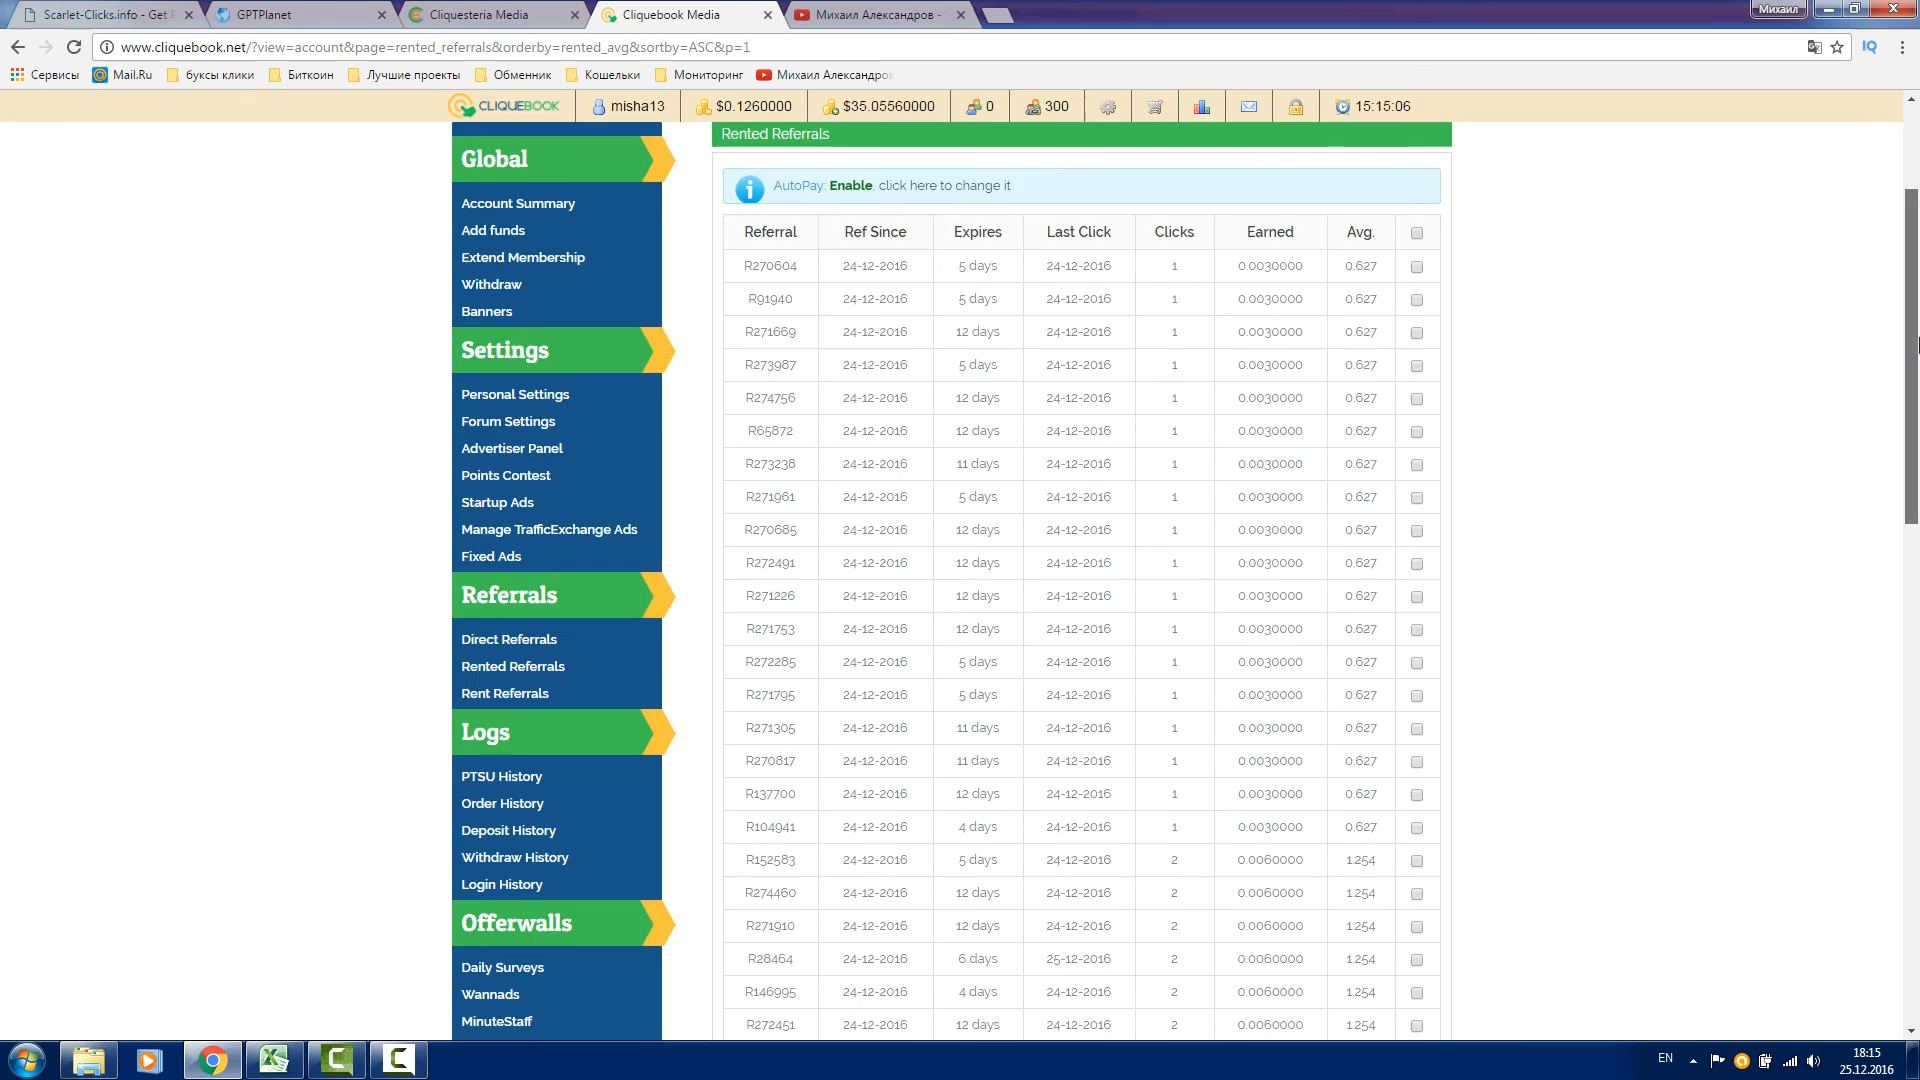 Scarlet-Clicks.info - Get
GPTPlanet
Cliquesteria Media
Cliquebook Media
Михаил Александров -
Михаил
www.cliquebook.net/?view=account&page=rented_referrals&orderby=rented_avg&sortby=ASC&p=1
IQ
Сервисы
Mail.Ru
буксы клики
Биткоин
Лучшие проекты
Обменник
Кошельки
Мониторинг
Михаил Александро
CLIQUEBOOK
misha13
$0.1260000
$35.05560000
0
300
15:15:06
Global
Account Summary
Add funds
Extend Membership
Withdraw
Banners
Settings
Personal Settings
Forum Settings
Advertiser Panel
Points Contest
Startup Ads
Manage TrafficExchange Ads
Fixed Ads
Referrals
Direct Referrals
Rented Referrals
Rent Referrals
Logs
PTSU History
Order History
Deposit History
Withdraw History
Login History
Offerwalls
Daily Surveys
Wannads
MinuteStaff
Rented Referrals
AutoPay: Enable, click here to change it
Referral Ref Since Expires Last Click Clicks Earned Avg.
R270604 24-12-2016 5 days 24-12-2016 1 0.0030000 0.627
R91940 24-12-2016 5 days 24-12-2016 1 0.0030000 0.627
R271669 24-12-2016 12 days 24-12-2016 1 0.0030000 0.627
R273987 24-12-2016 5 days 24-12-2016 1 0.0030000 0.627
R274756 24-12-2016 12 days 24-12-2016 1 0.0030000 0.627
R65872 24-12-2016 12 days 24-12-2016 1 0.0030000 0.627
R273238 24-12-2016 11 days 24-12-2016 1 0.0030000 0.627
R271961 24-12-2016 5 days 24-12-2016 1 0.0030000 0.627
R270685 24-12-2016 12 days 24-12-2016 1 0.0030000 0.627
R272491 24-12-2016 12 days 24-12-2016 1 0.0030000 0.627
R271226 24-12-2016 12 days 24-12-2016 1 0.0030000 0.627
R271753 24-12-2016 12 days 24-12-2016 1 0.0030000 0.627
R272285 24-12-2016 5 days 24-12-2016 1 0.0030000 0.627
R271795 24-12-2016 5 days 24-12-2016 1 0.0030000 0.627
R271305 24-12-2016 11 days 24-12-2016 1 0.0030000 0.627
R270817 24-12-2016 11 days 24-12-2016 1 0.0030000 0.627
R137700 24-12-2016 12 days 24-12-2016 1 0.0030000 0.627
R104941 24-12-2016 4 days 24-12-2016 1 0.0030000 0.627
R152583 24-12-2016 5 days 24-12-2016 2 0.0060000 1.254
R274460 24-12-2016 12 days 24-12-2016 2 0.0060000 1.254
R271910 24-12-2016 12 days 24-12-2016 2 0.0060000 1.254
R28464 24-12-2016 6 days 25-12-2016 2 0.0060000 1.254
R146995 24-12-2016 4 days 24-12-2016 2 0.0060000 1.254
R272451 24-12-2016 12 days 24-12-2016 2 0.0060000 1.254
EN
18:15
25.12.2016